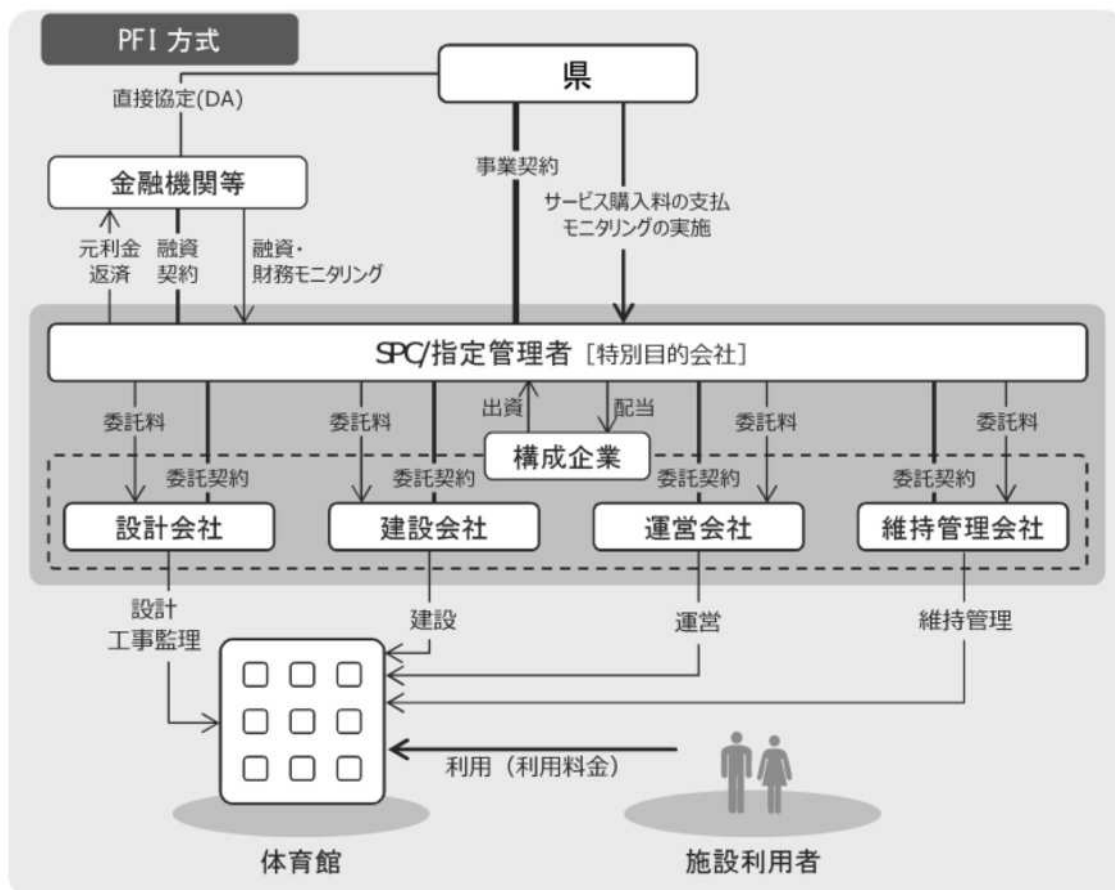 PFI 方式
県
直接協定(DA)
金融機関等
事業契約
サービス購入料の支払
モニタリングの実施
元利金
返済
融資
契約
融資・
財務モニタリング
SPC/指定管理者［特別目的会社］
委託料
委託料
出資
配当
委託料
委託料
構成企業
委託契約
委託契約
委託契約
委託契約
設計会社
建設会社
運営会社
維持管理会社
設計
工事監理
建設
運営
維持管理
利用（利用料金）
体育館
施設利用者